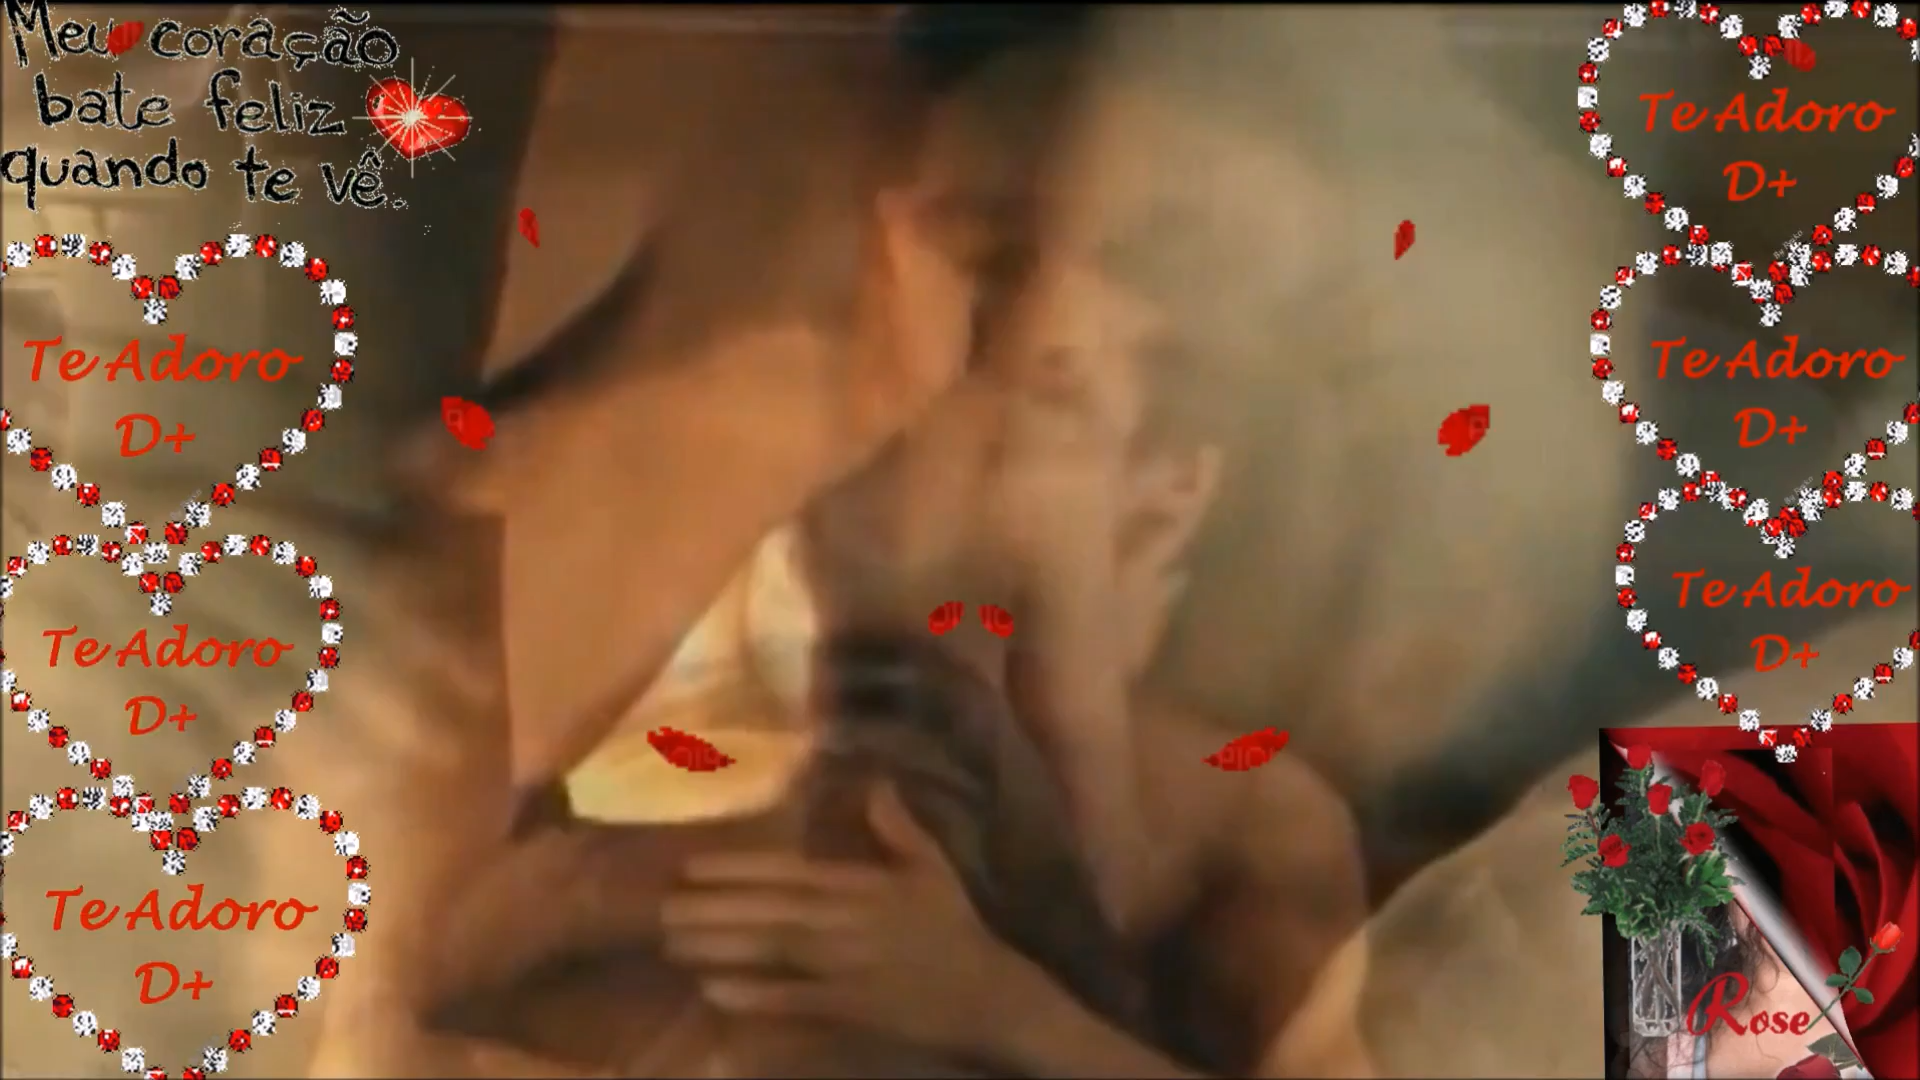 Meu coração
bate feliz
quando te vê.
Te Adoro
D+
Te Adoro
D+
Te Adoro
D+
Te Adoro
D+
Te Adoro
D+
Te Adoro
D+
Rose